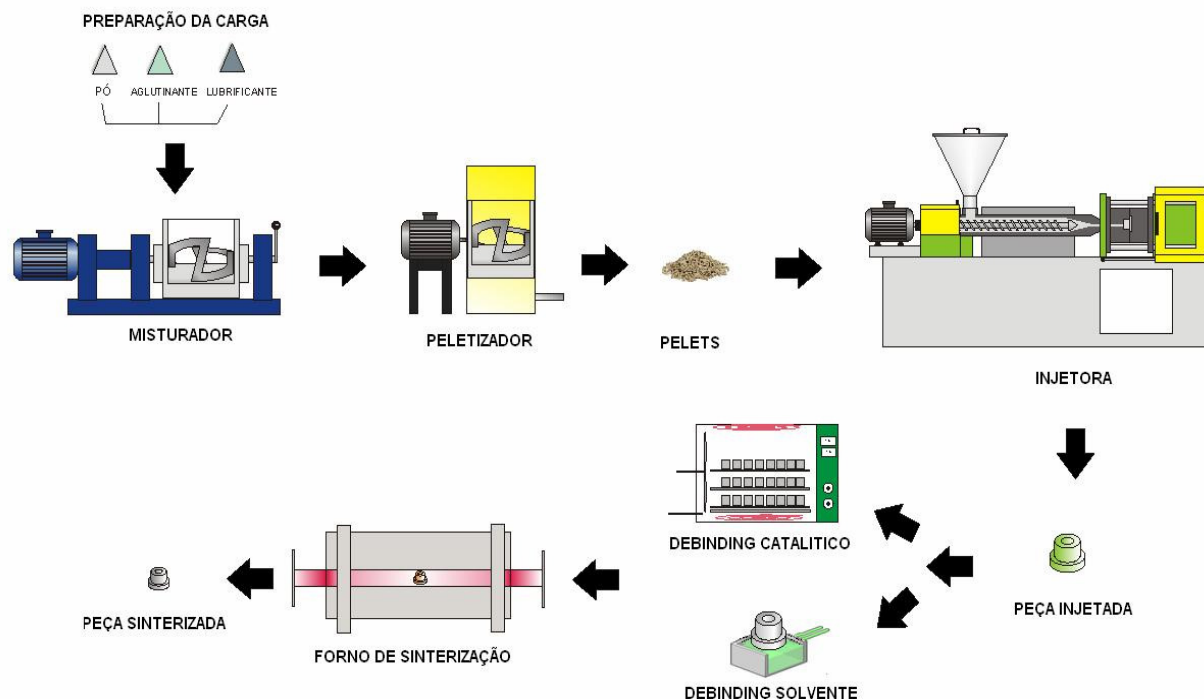 PREPARAÇÃO DA CARGA
PÓ AGLUTINANTE LUBRIFICANTE
MISTURADOR
PELETIZADOR
PELETS
INJETORA
DEBINDING CATALITICO
PEÇA INJETADA
DEBINDING SOLVENTE
FORNO DE SINTERIZAÇÃO
PEÇA SINTERIZADA